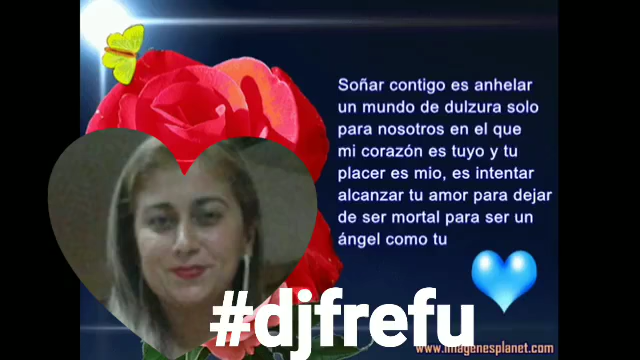 Soñar contigo es anhelar
un mundo de dulzura solo
para nosotros en el que
mi corazón es tuyo y tu
placer es mio, es intentar
alcanzar tu amor para dejar
de ser mortal para ser un
ángel como tu
#djfrefu
www.imagenesplanet.com